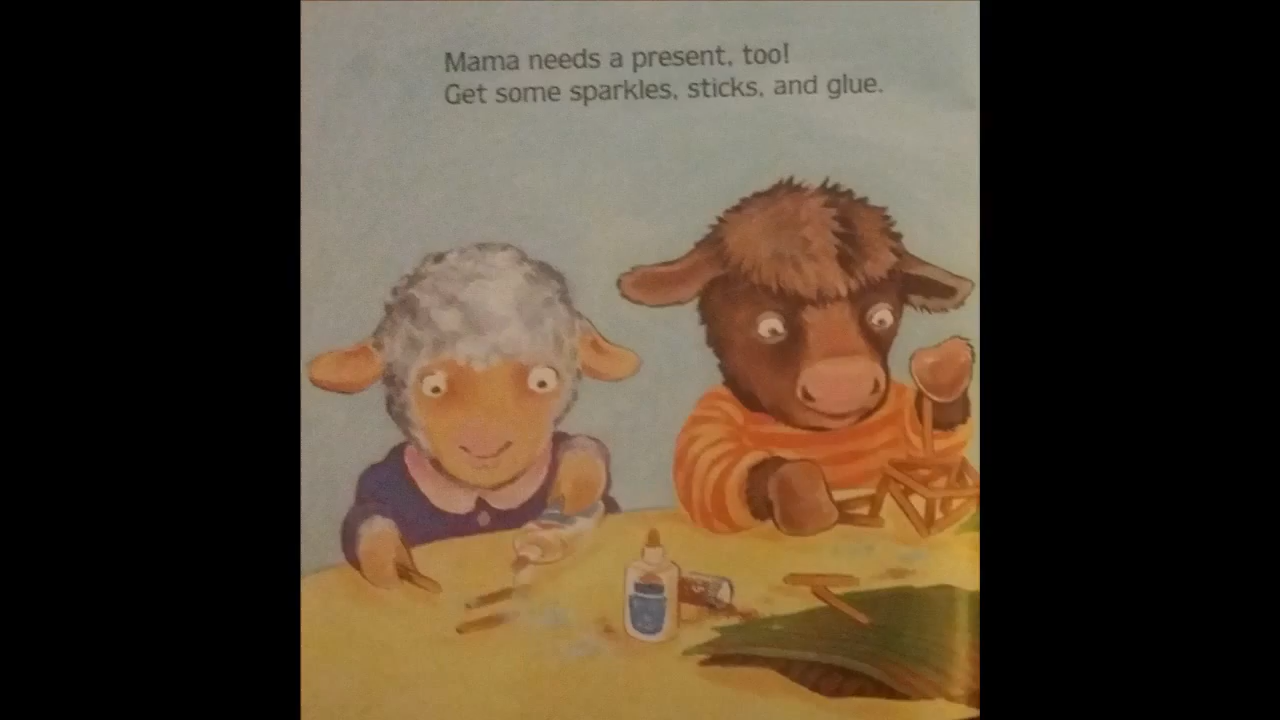 Mama needs a present, too!
Get some sparkles, sticks, and glue.